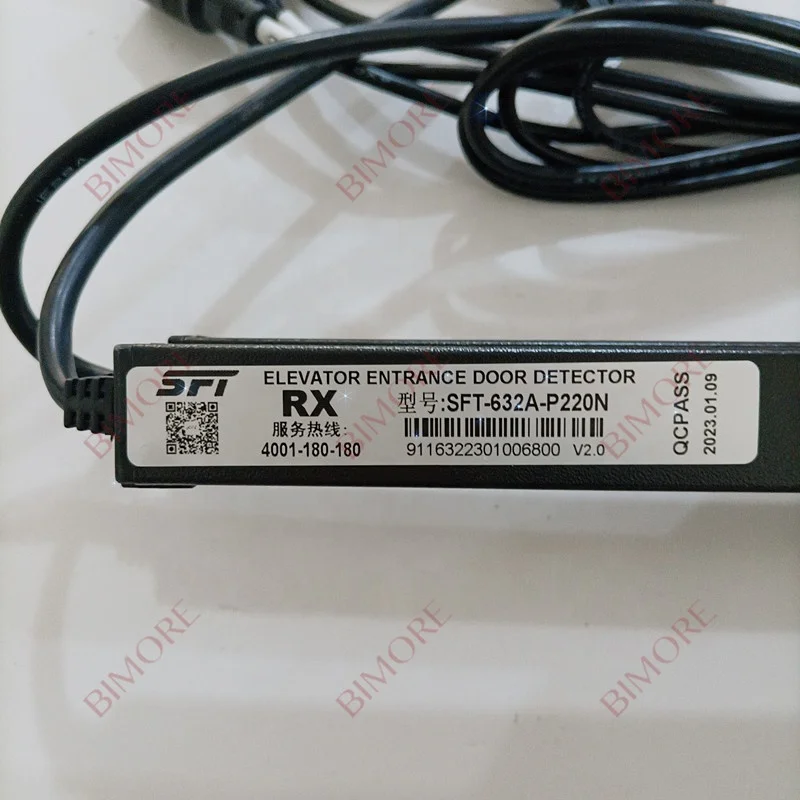 BIMORE
BIMORE
BIMORE
SFT
ELEVATOR ENTRANCE DOOR DETECTOR
RX
型号:SFT-632A-P220N
服务热线:
4001-180-180
9116322301006800 V2.0
QCPASS
2023.01.09
BIMORE
BIMORE
BIMORE
BIMORE
BIMORE
BIMORE